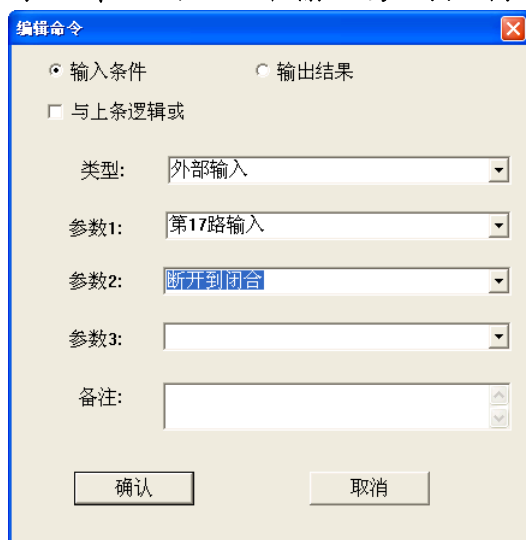 编辑命令
输入条件 输出结果
与上条逻辑或
类型: 外部输入
参数1: 第17路输入
参数2: 断开到闭合
参数3:
备注:
确认 取消